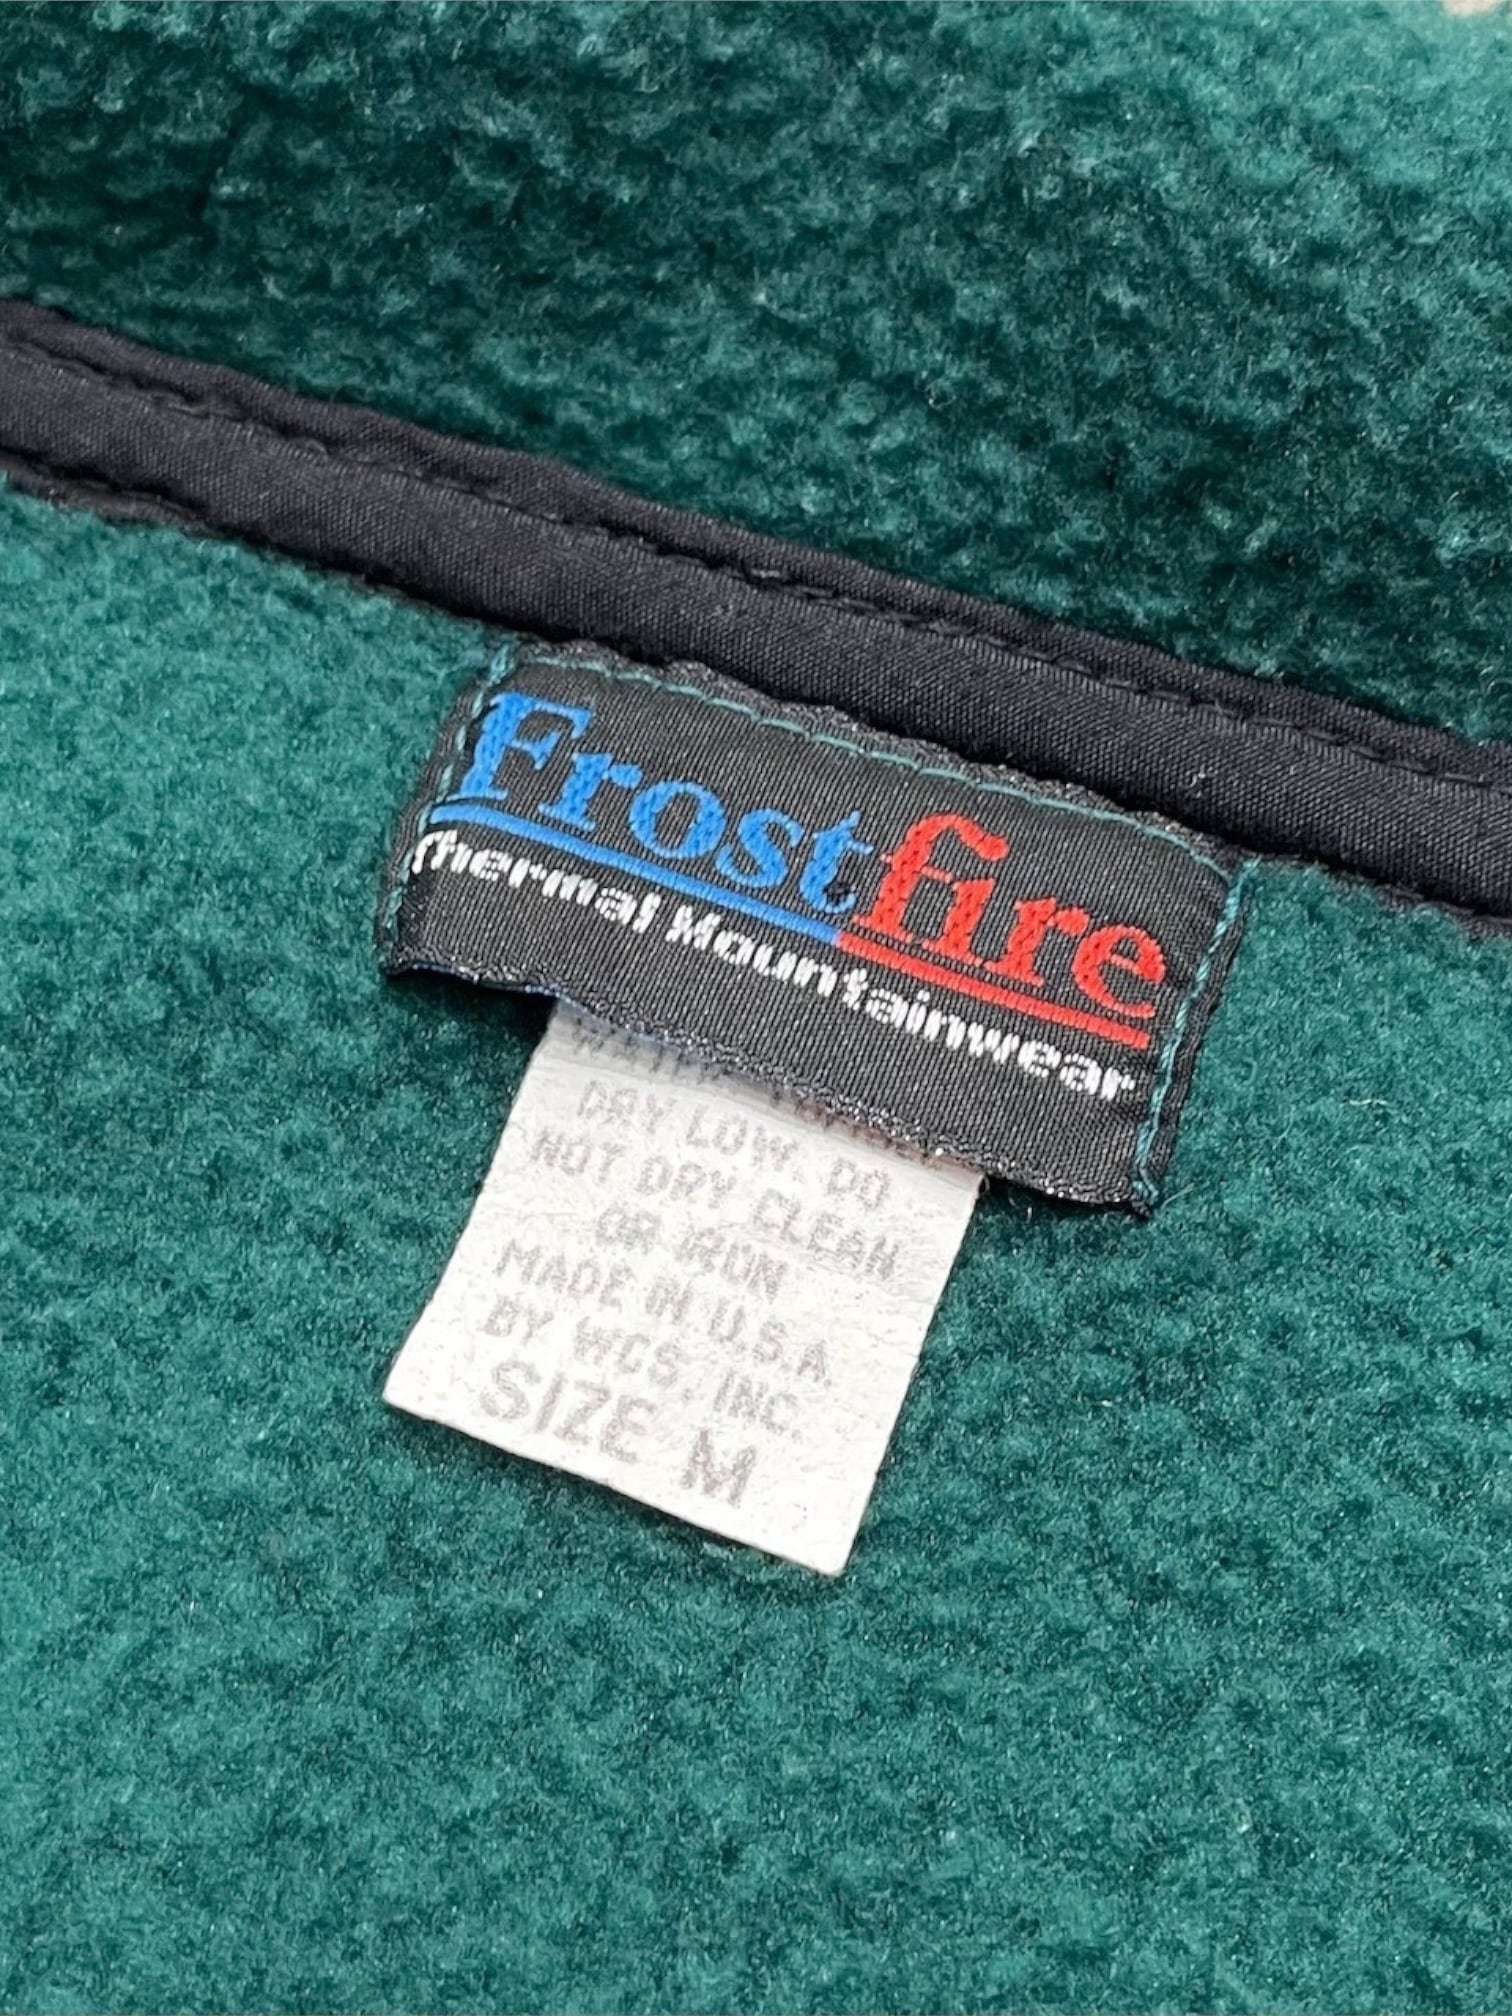 Frostfire
Thermal Mountainwear
DRY LOW. DO
NOT DRY CLEAN
OR IRON
MADE IN U.S.A.
BY WCS, INC.
SIZE M